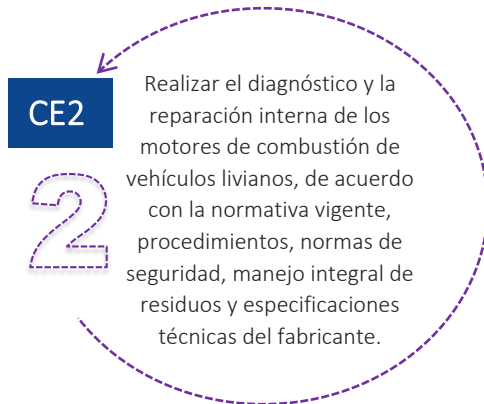 CE2
2
Realizar el diagnóstico y la
reparación interna de los
motores de combustión de
vehículos livianos, de acuerdo
con la normativa vigente,
procedimientos, normas de
seguridad, manejo integral de
residuos y especificaciones
técnicas del fabricante.